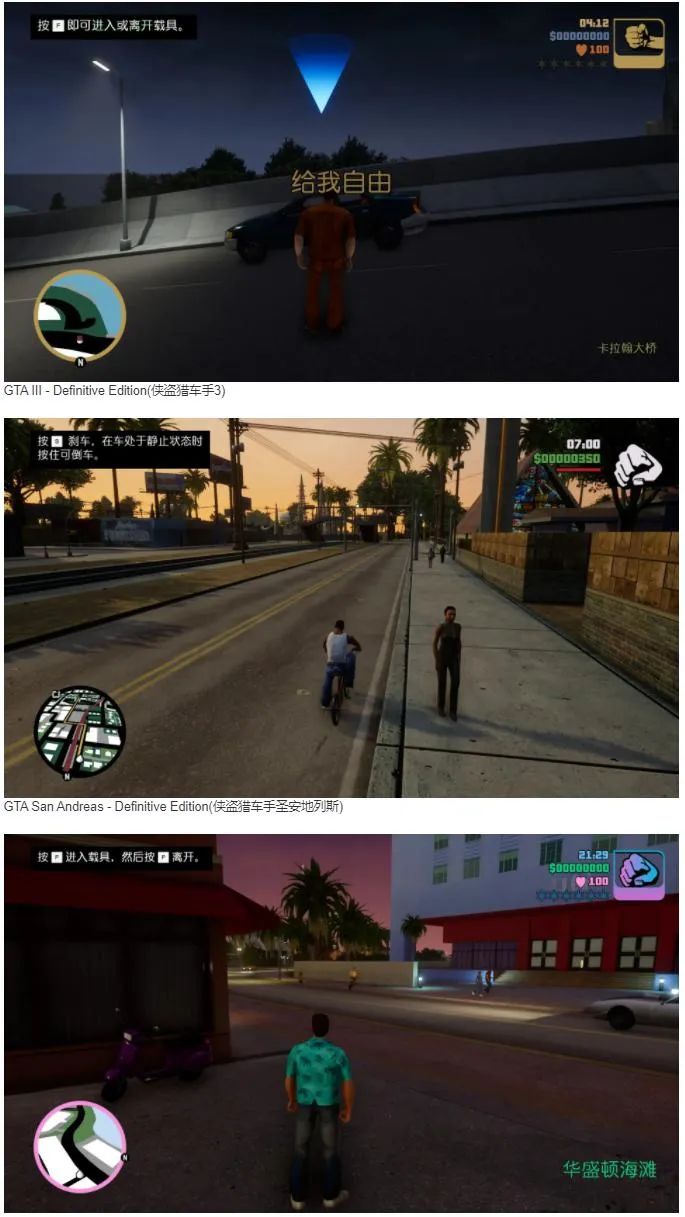 按 F 即可进入或离开载具。
04:12
$00000000
100
给我自由
卡拉翰大桥
N
GTA III - Definitive Edition(侠盗猎车手3)
按 S 刹车，在车处于静止状态时
按住可倒车。
07:00
$00000350
N
GTA San Andreas - Definitive Edition(侠盗猎车手圣安地列斯)
按 F 进入载具，然后按 F 离开。
21:29
$00000000
100
N
华盛顿海滩